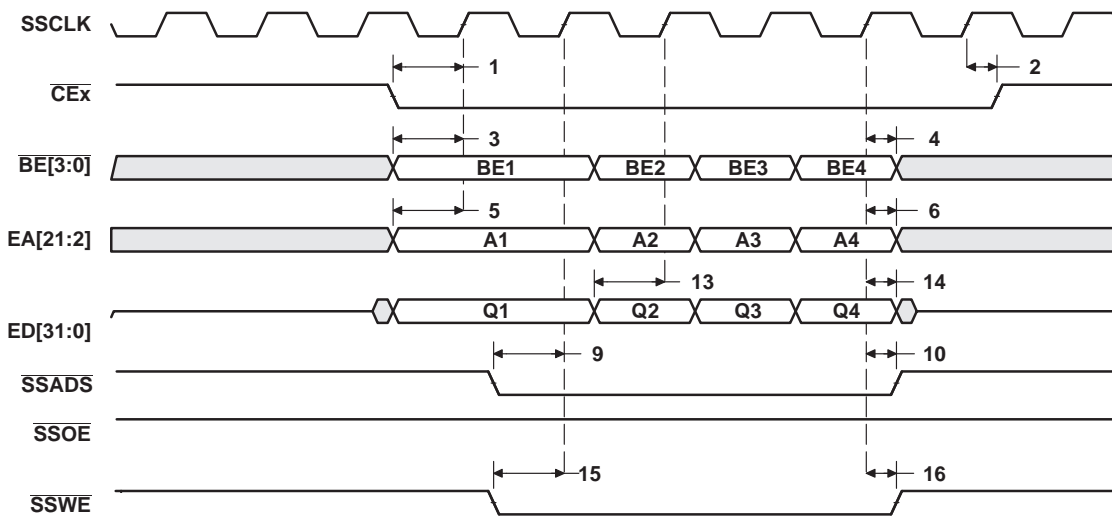 SSCLK
1 2
CEx
3 4
BE[3:0] BE1 BE2 BE3 BE4
5 6
EA[21:2] A1 A2 A3 A4
13 14
ED[31:0] Q1 Q2 Q3 Q4
9 10
SSADS
SSOE
15 16
SSWE